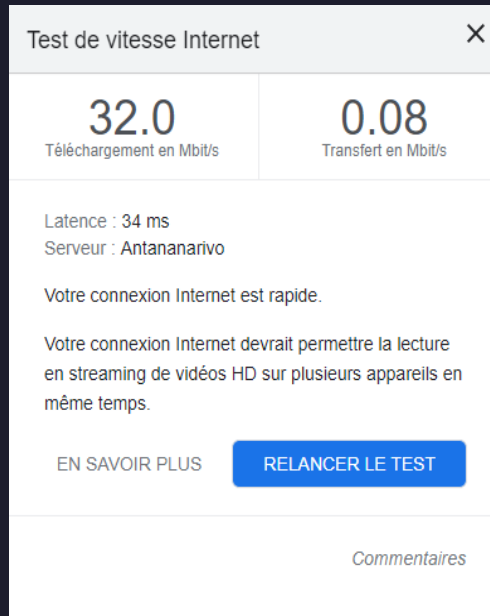 Test de vitesse Internet
32.0
Téléchargement en Mbit/s
0.08
Transfert en Mbit/s
Latence : 34 ms
Serveur : Antananarivo
Votre connexion Internet est rapide.
Votre connexion Internet devrait permettre la lecture
en streaming de vidéos HD sur plusieurs appareils en
même temps.
EN SAVOIR PLUS
RELANCER LE TEST
Commentaires